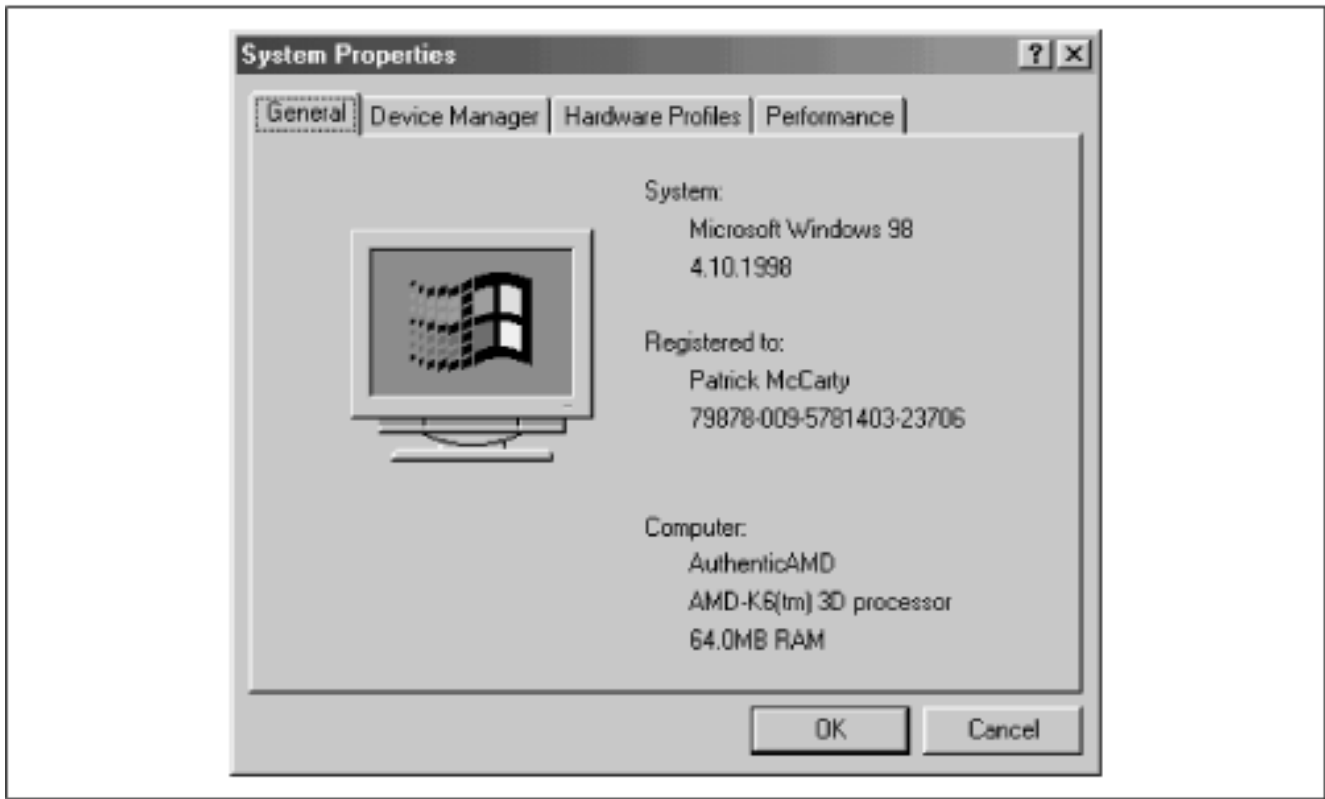 System Properties
General
Device Manager
Hardware Profiles
Performance
System:
Microsoft Windows 98
4.10.1998
Registered to:
Patrick McCarty
79878-009-5781403-23706
Computer:
AuthenticAMD
AMD-K6(tm) 3D processor
64.0MB RAM
OK
Cancel